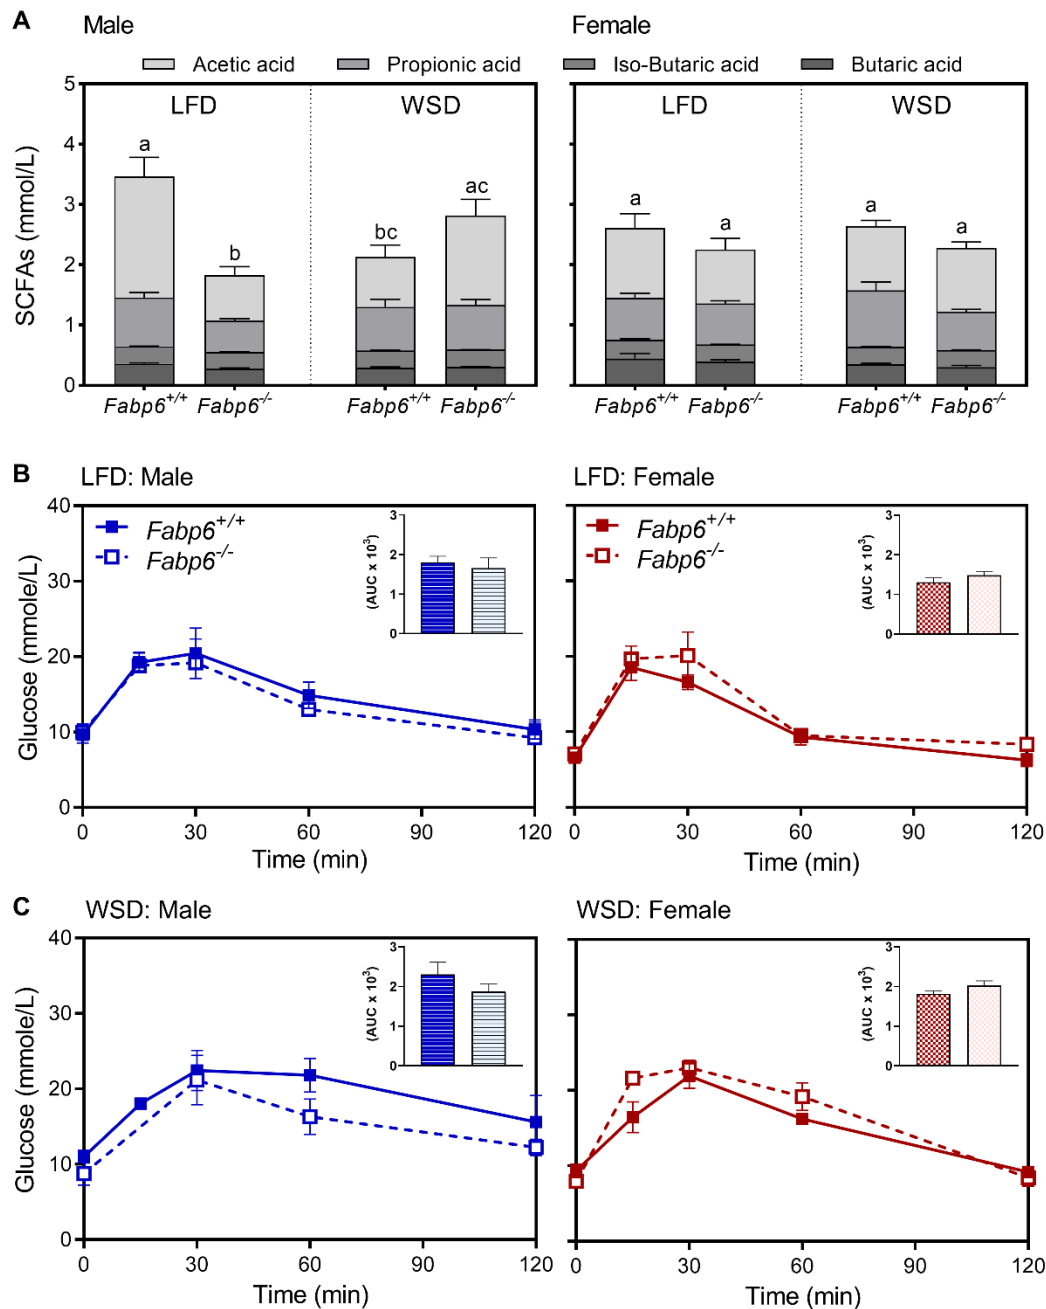 A
Male
Female
Acetic acid
Propionic acid
Iso-Butaric acid
Butaric acid
SCFAs (mmol/L)
5
4
3
2
1
0
LFD
WSD
a
b
bc
ac
Fabp6+/+
Fabp6-/-
Fabp6+/+
Fabp6-/-
LFD
WSD
a
a
a
a
Fabp6+/+
Fabp6-/-
Fabp6+/+
Fabp6-/-
B
LFD: Male
Glucose (mmole/L)
40
30
20
10
0
Fabp6+/+
Fabp6-/-
(AUC x 10³)
3
2
1
0
0 30 60 90 120
Time (min)
LFD: Female
Fabp6+/+
Fabp6-/-
(AUC x 10³)
3
2
1
0
0 30 60 90 120
Time (min)
C
WSD: Male
Glucose (mmole/L)
40
30
20
10
0
(AUC x 10³)
3
2
1
0
0 30 60 90 120
Time (min)
WSD: Female
(AUC x 10³)
3
2
1
0
0 30 60 90 120
Time (min)